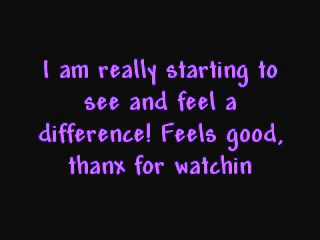 I am really starting to
see and feel a
difference! Feels good,
thanx for watchin